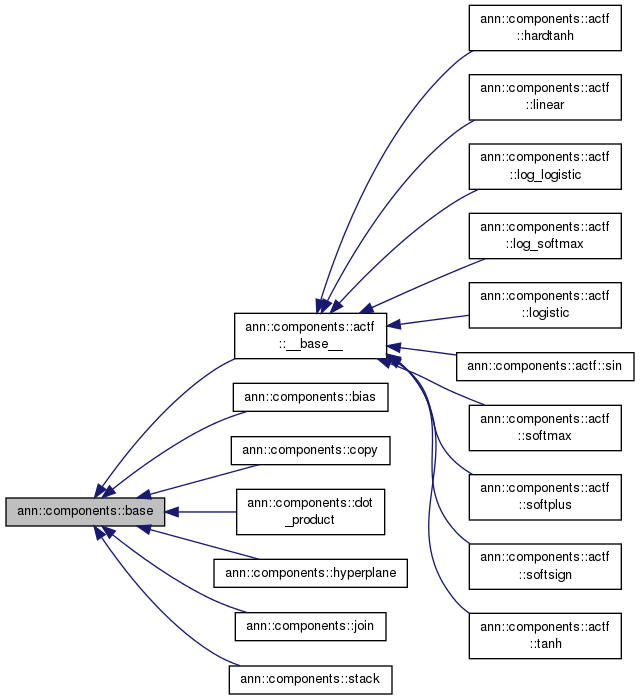 ann::components::actf
::hardtanh
ann::components::actf
::linear
ann::components::actf
::log_logistic
ann::components::actf
::log_softmax
ann::components::actf
::logistic
ann::components::actf
::__base__
ann::components::actf::sin
ann::components::bias
ann::components::actf
::softmax
ann::components::copy
ann::components::actf
::softplus
ann::components::base
ann::components::dot
_product
ann::components::actf
::softsign
ann::components::hyperplane
ann::components::join
ann::components::actf
::tanh
ann::components::stack